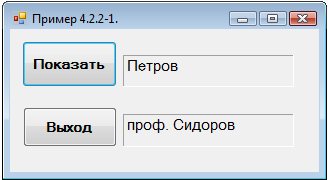 Пример 4.2.2-1.
Показать Петров
Выход проф. Сидоров